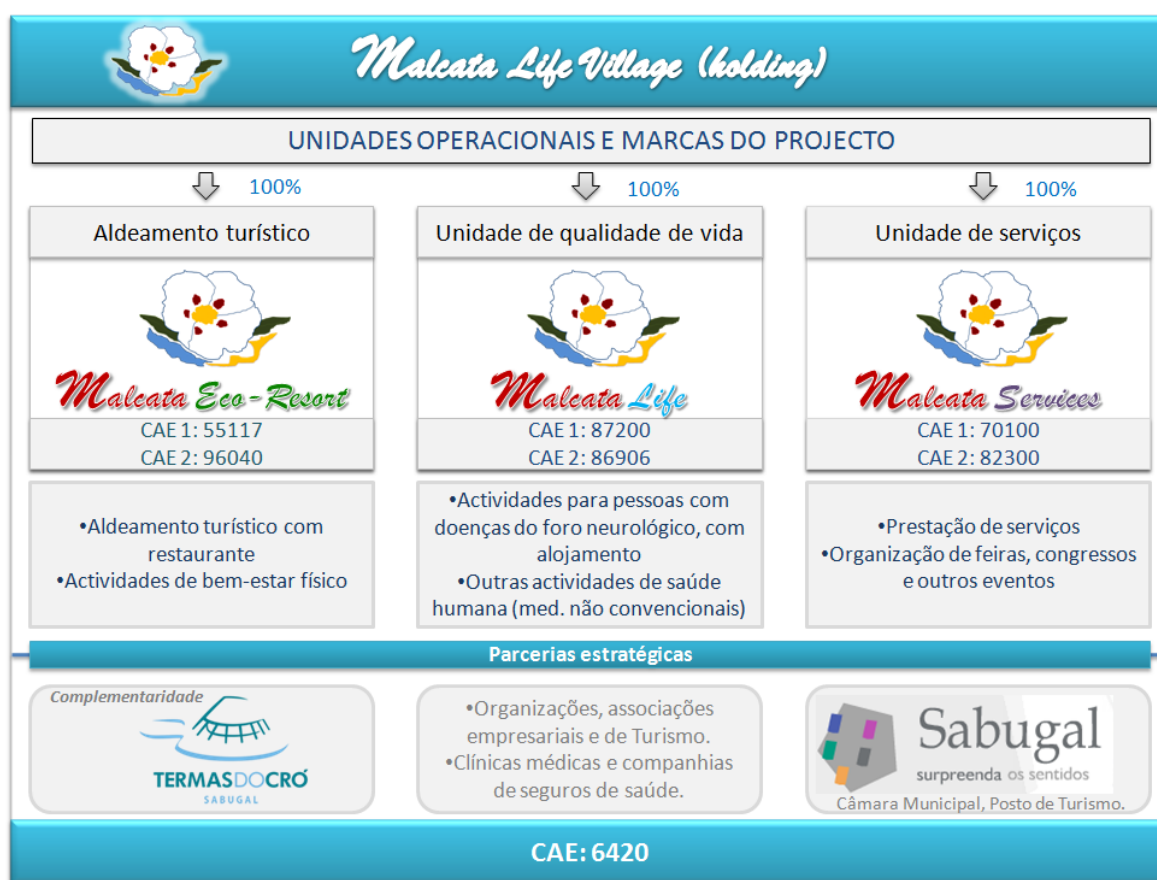 Malcata Life Village (holding)
UNIDADES OPERACIONAIS E MARCAS DO PROJECTO
100%
100%
100%
Aldeamento turístico
Malcata Eco-Resort
CAE 1: 55117
CAE 2: 96040
•Aldeamento turístico com
restaurante
•Actividades de bem-estar físico
Unidade de qualidade de vida
Malcata Life
CAE 1: 87200
CAE 2: 86906
•Actividades para pessoas com
doenças do foro neurológico, com
alojamento
•Outras actividades de saúde
humana (med. não convencionais)
Unidade de serviços
Malcata Services
CAE 1: 70100
CAE 2: 82300
•Prestação de serviços
•Organização de feiras, congressos
e outros eventos
Parcerias estratégicas
Complementaridade
TERMASDOCRÓ
SABUGAL
•Organizações, associações
empresariais e de Turismo.
•Clínicas médicas e companhias
de seguros de saúde.
Sabugal
surpreenda os sentidos
Câmara Municipal, Posto de Turismo.
CAE: 6420